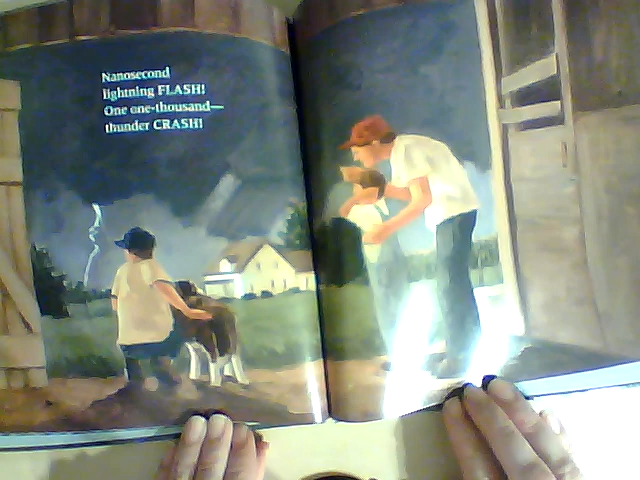 Nanosecond
lightning FLASH!
One one-thousand—
thunder CRASH!